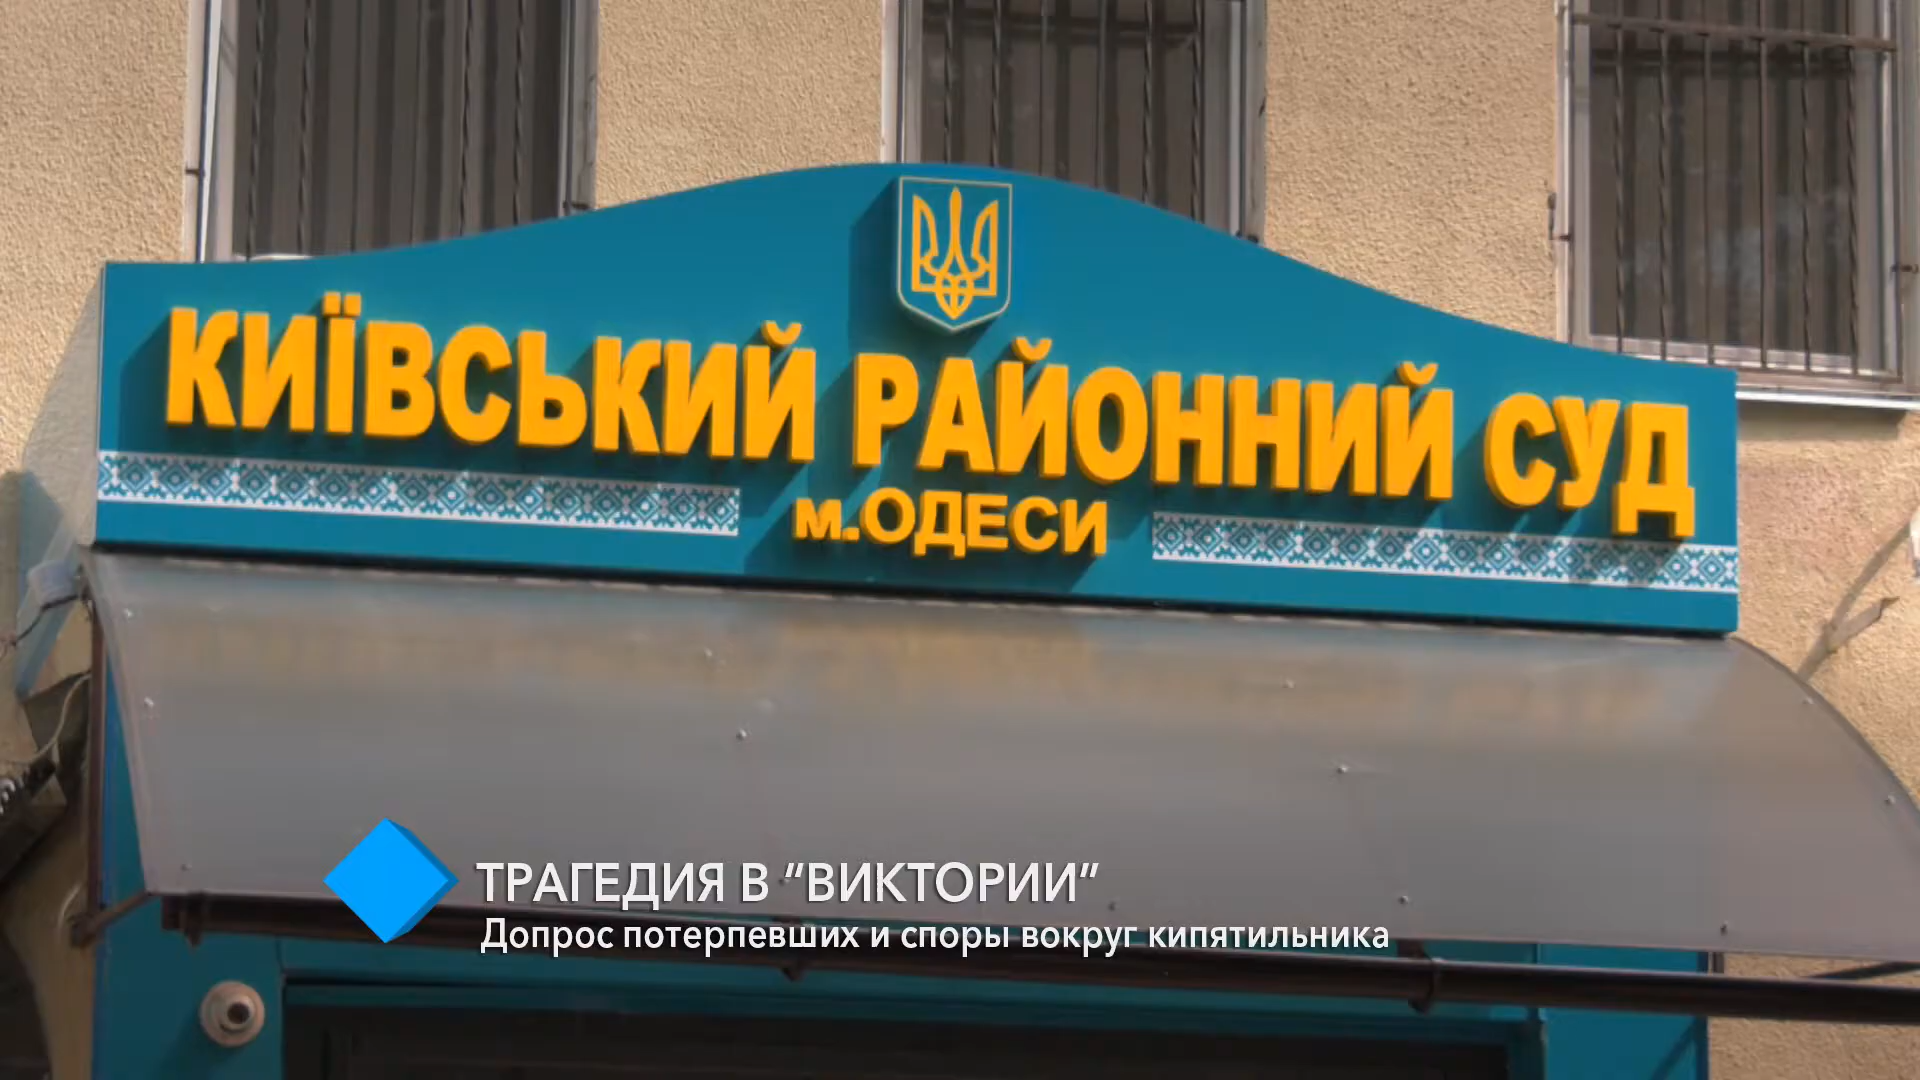 КИЇВСЬКИЙ РАЙОННИЙ СУД
м.ОДЕСИ
ТРАГЕДИЯ В "ВИКТОРИИ"
Допрос потерпевших и споры вокруг кипятильника